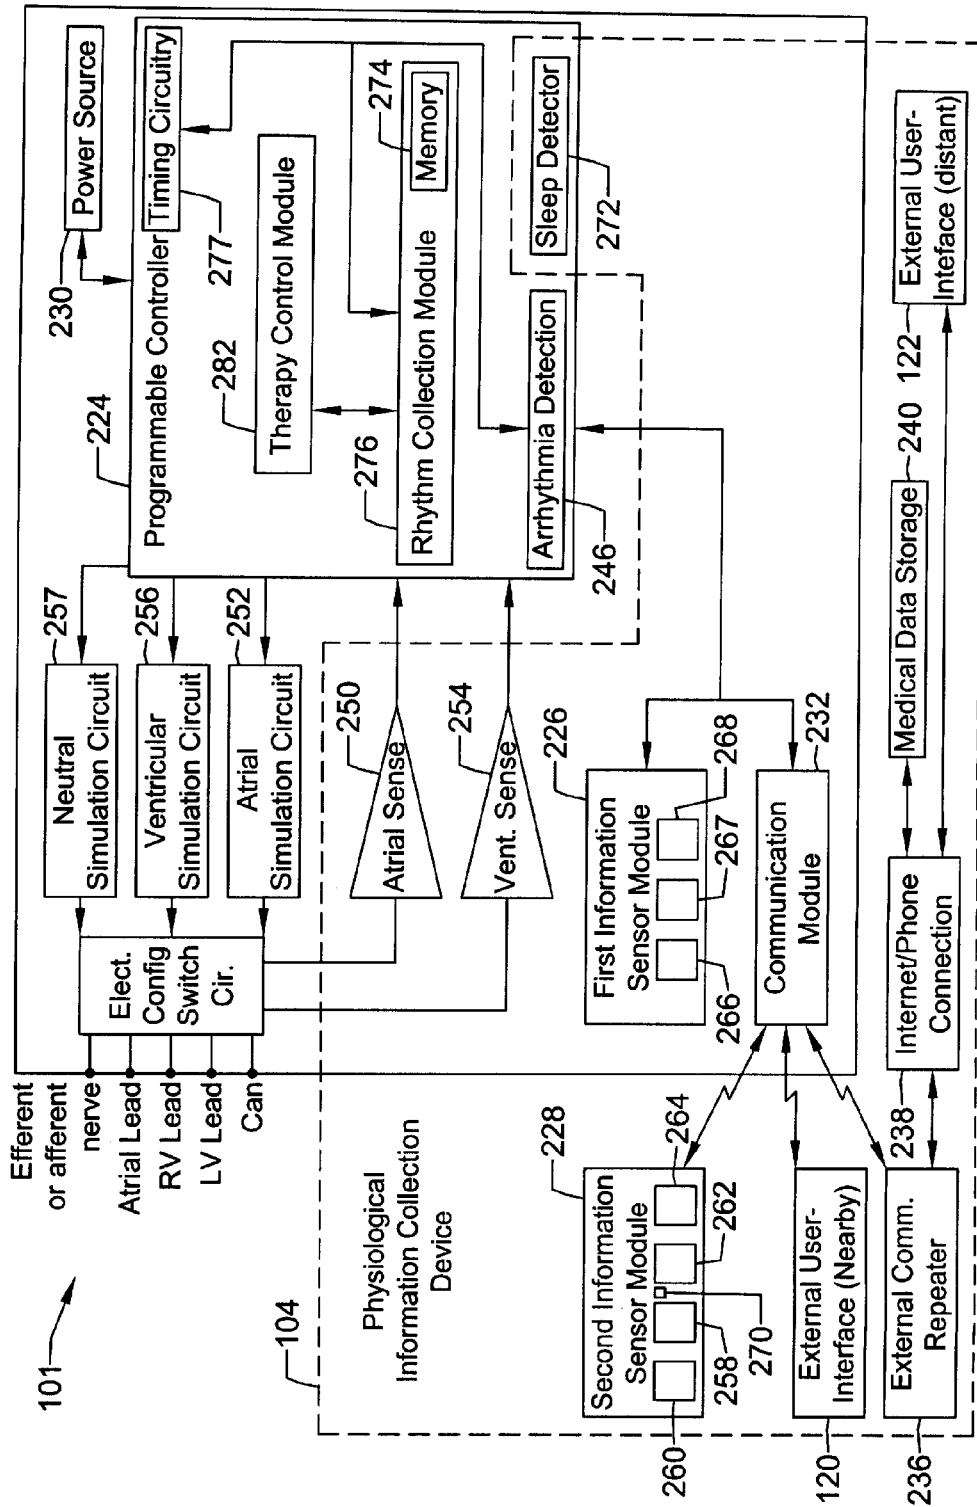 101
Efferent
or afferent
nerve
Atrial Lead
RV Lead
LV Lead
Can
Elect.
Config
Switch
Cir.
Neutral
Simulation Circuit
257
Ventricular
Simulation Circuit
256
Atrial
Simulation Circuit
252
224
230
Power Source
Programmable Controller
Timing Circuitry
277
282
Therapy Control Module
276
Rhythm Collection Module
274
Memory
Arrhythmia Detection
246
Sleep Detector
272
104
Physiological
Information Collection
Device
250
Atrial Sense
254
Vent. Sense
226
First Information
Sensor Module
266
267
268
Communication
Module
232
228
Second Information
Sensor Module
260
258
270
262
264
External User-
Interface (Nearby)
120
External Comm.
Repeater
236
238
Internet/Phone
Connection
Medical Data Storage
240
122
External User-
Inteface (distant)